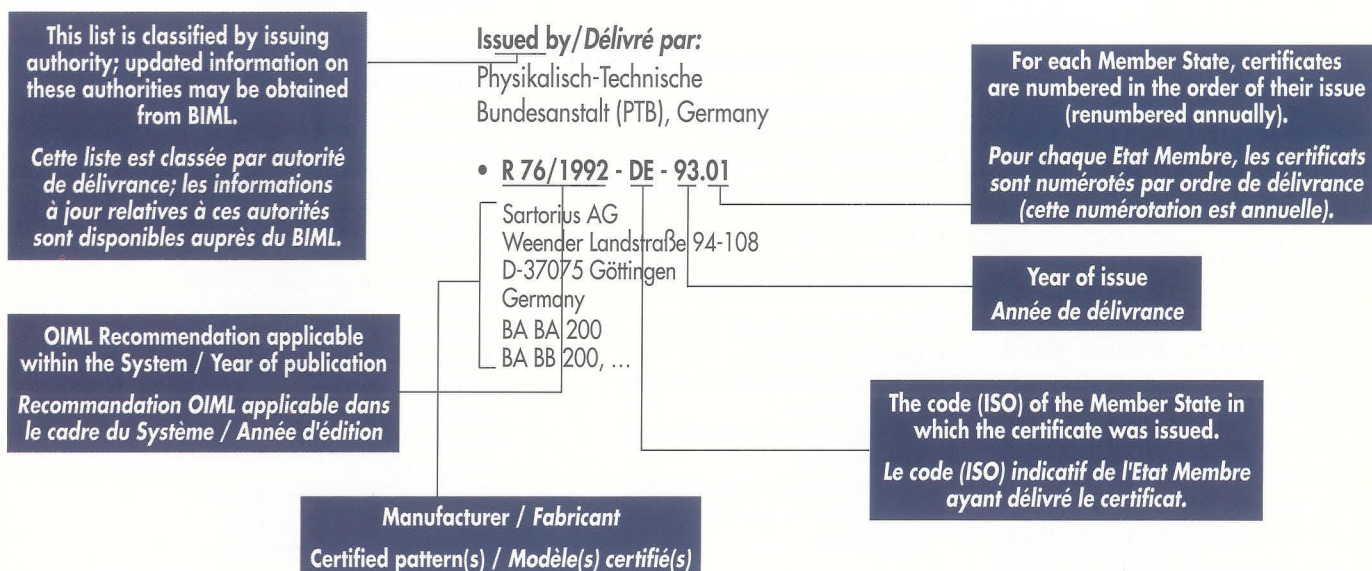 This list is classified by issuing
authority; updated information on
these authorities may be obtained
from BIML.
Cette liste est classée par autorité
de délivrance; les informations
à jour relatives à ces autorités
sont disponibles auprès du BIML.
OIML Recommendation applicable
within the System / Year of publication
Recommandation OIML applicable dans
le cadre du Système / Année d'édition
Issued by/Délivré par:
Physikalisch-Technische
Bundesanstalt (PTB), Germany
• R 76/1992 - DE - 93.01
Sartorius AG
Weender Landstraße 94-108
D-37075 Göttingen
Germany
BA BA 200
BA BB 200, ...
Manufacturer / Fabricant
Certified pattern(s) / Modèle(s) certifié(s)
For each Member State, certificates
are numbered in the order of their issue
(renumbered annually).
Pour chaque Etat Membre, les certificats
sont numérotés par ordre de délivrance
(cette numérotation est annuelle).
Year of issue
Année de délivrance
The code (ISO) of the Member State in
which the certificate was issued.
Le code (ISO) indicatif de l'Etat Membre
ayant délivré le certificat.